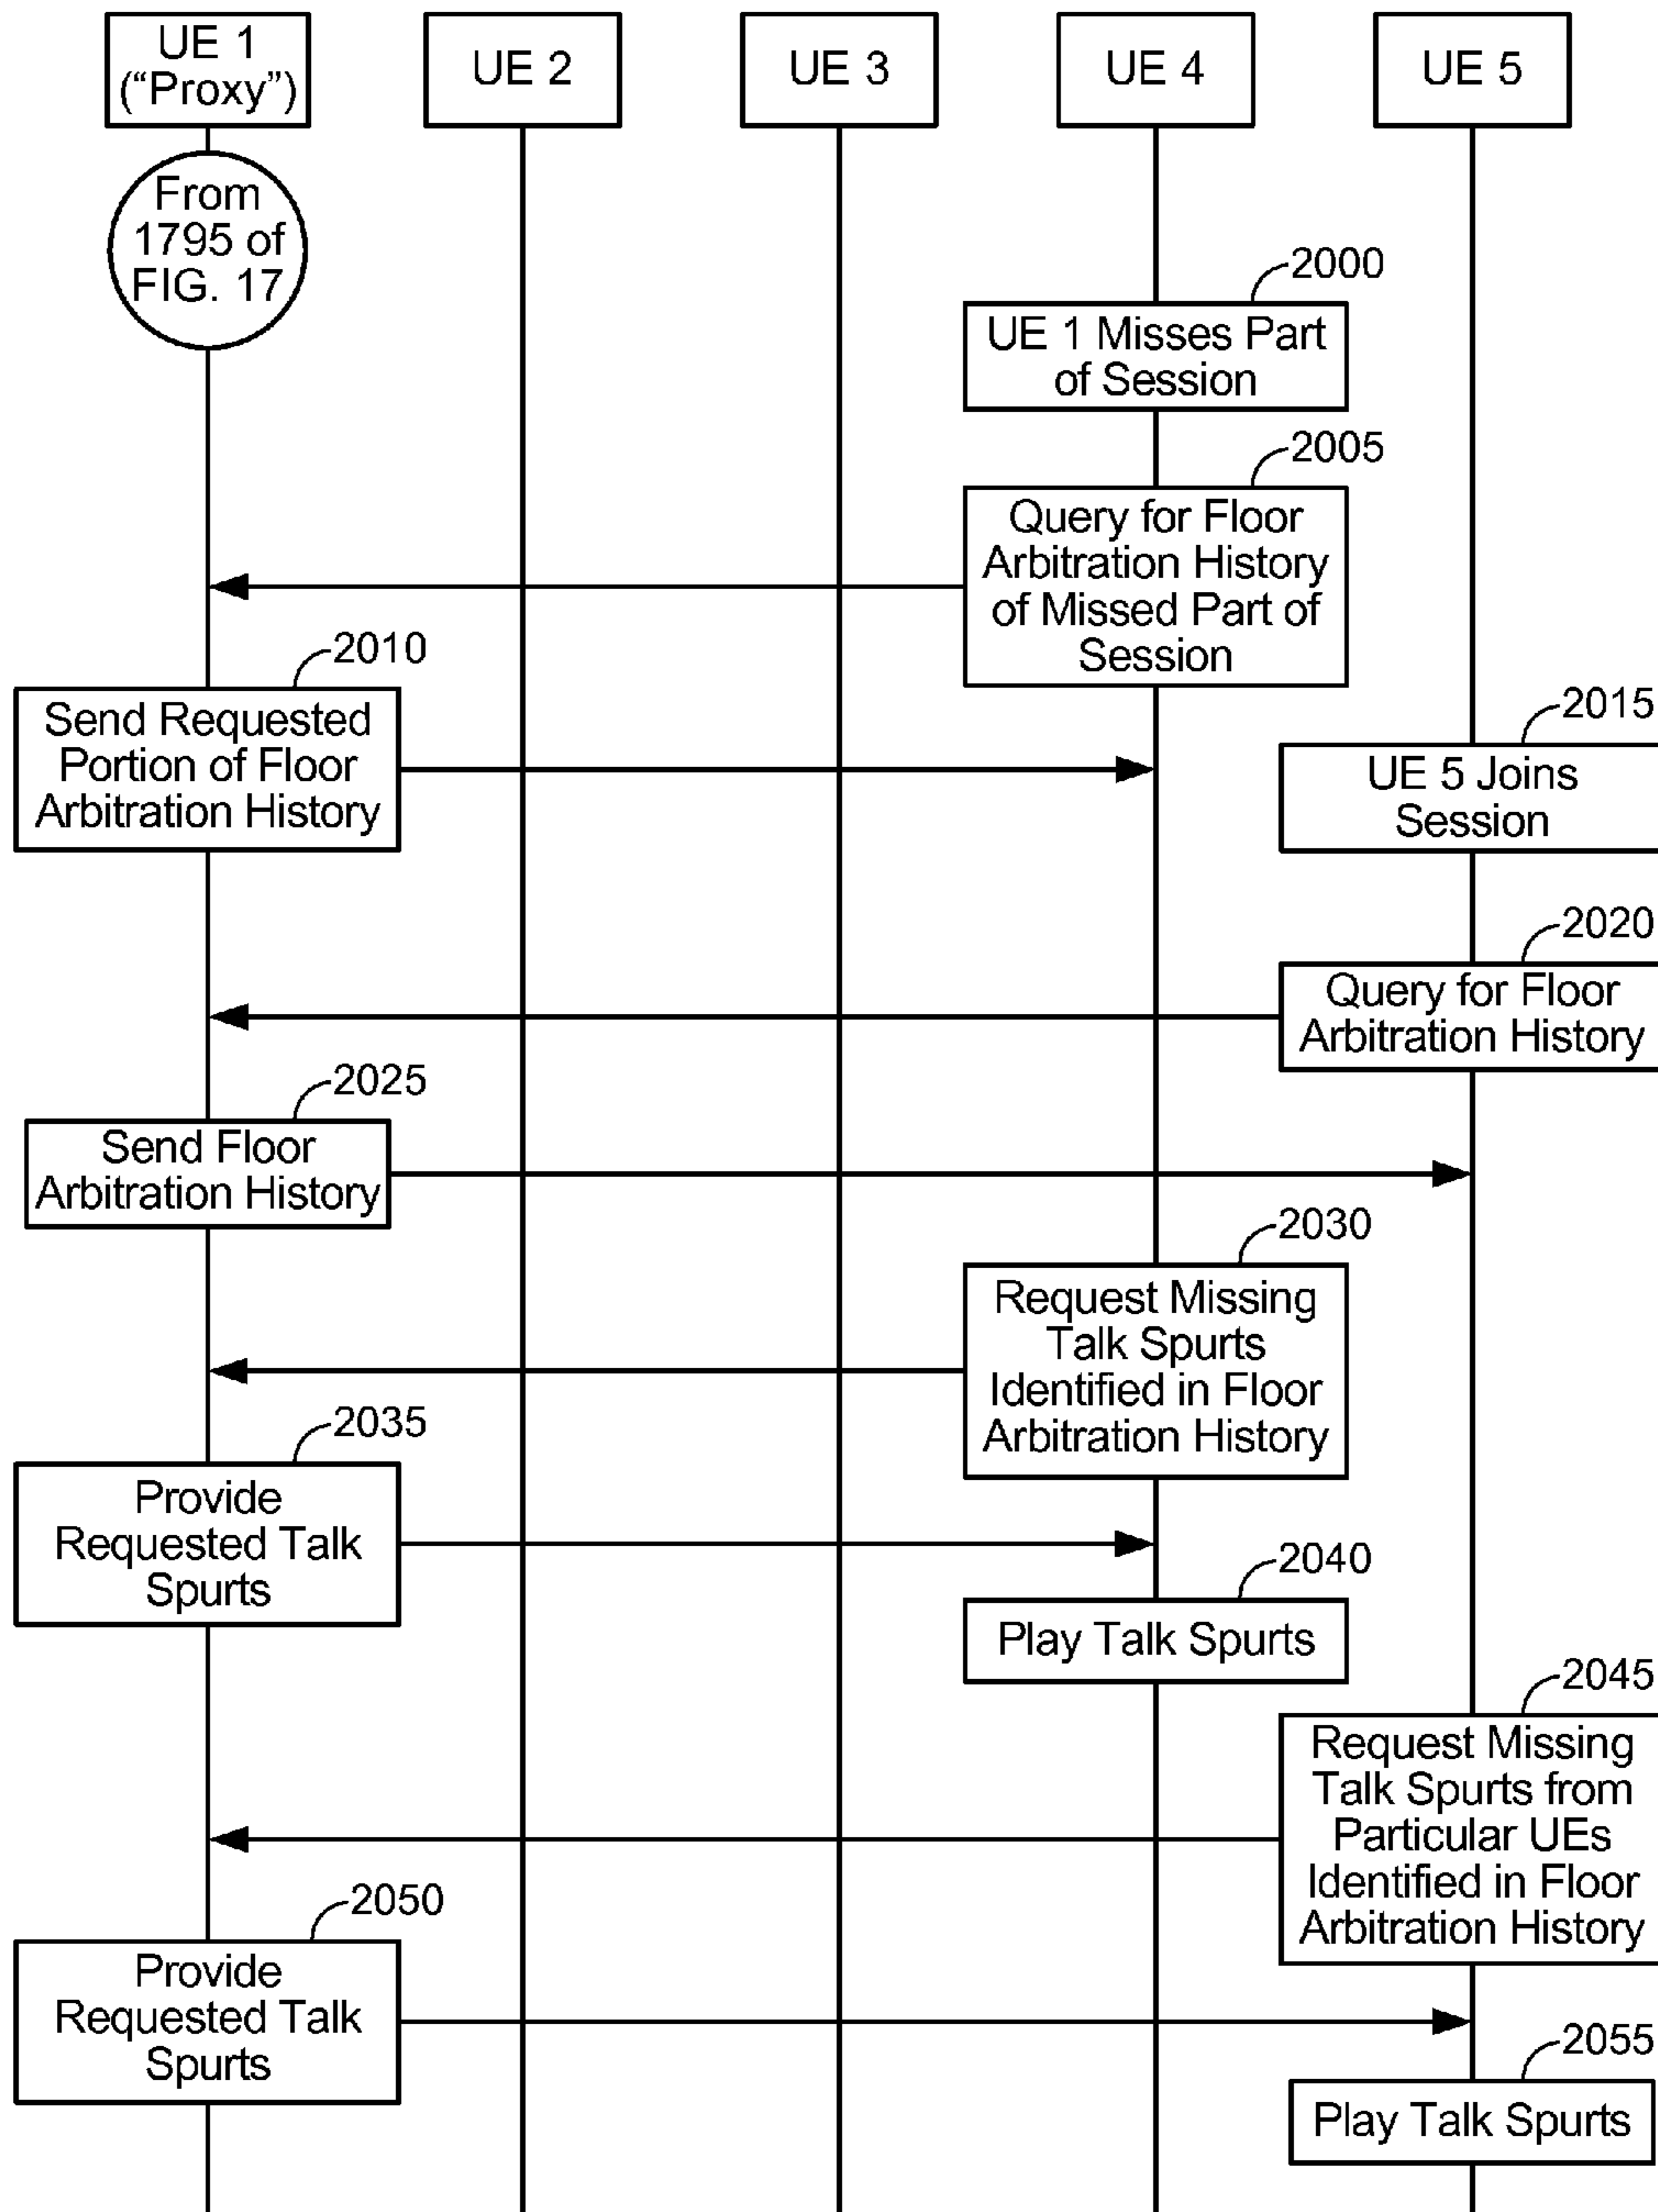 UE 1
(“Proxy”)
UE 2
UE 3
UE 4
UE 5
From
1795 of
FIG. 17
2000
UE 1 Misses Part
of Session
2005
Query for Floor
Arbitration History
of Missed Part of
Session
2010
Send Requested
Portion of Floor
Arbitration History
2015
UE 5 Joins
Session
2020
Query for Floor
Arbitration History
2025
Send Floor
Arbitration History
2030
Request Missing
Talk Spurts
Identified in Floor
Arbitration History
2035
Provide
Requested Talk
Spurts
2040
Play Talk Spurts
2045
Request Missing
Talk Spurts from
Particular UEs
Identified in Floor
Arbitration History
2050
Provide
Requested Talk
Spurts
2055
Play Talk Spurts